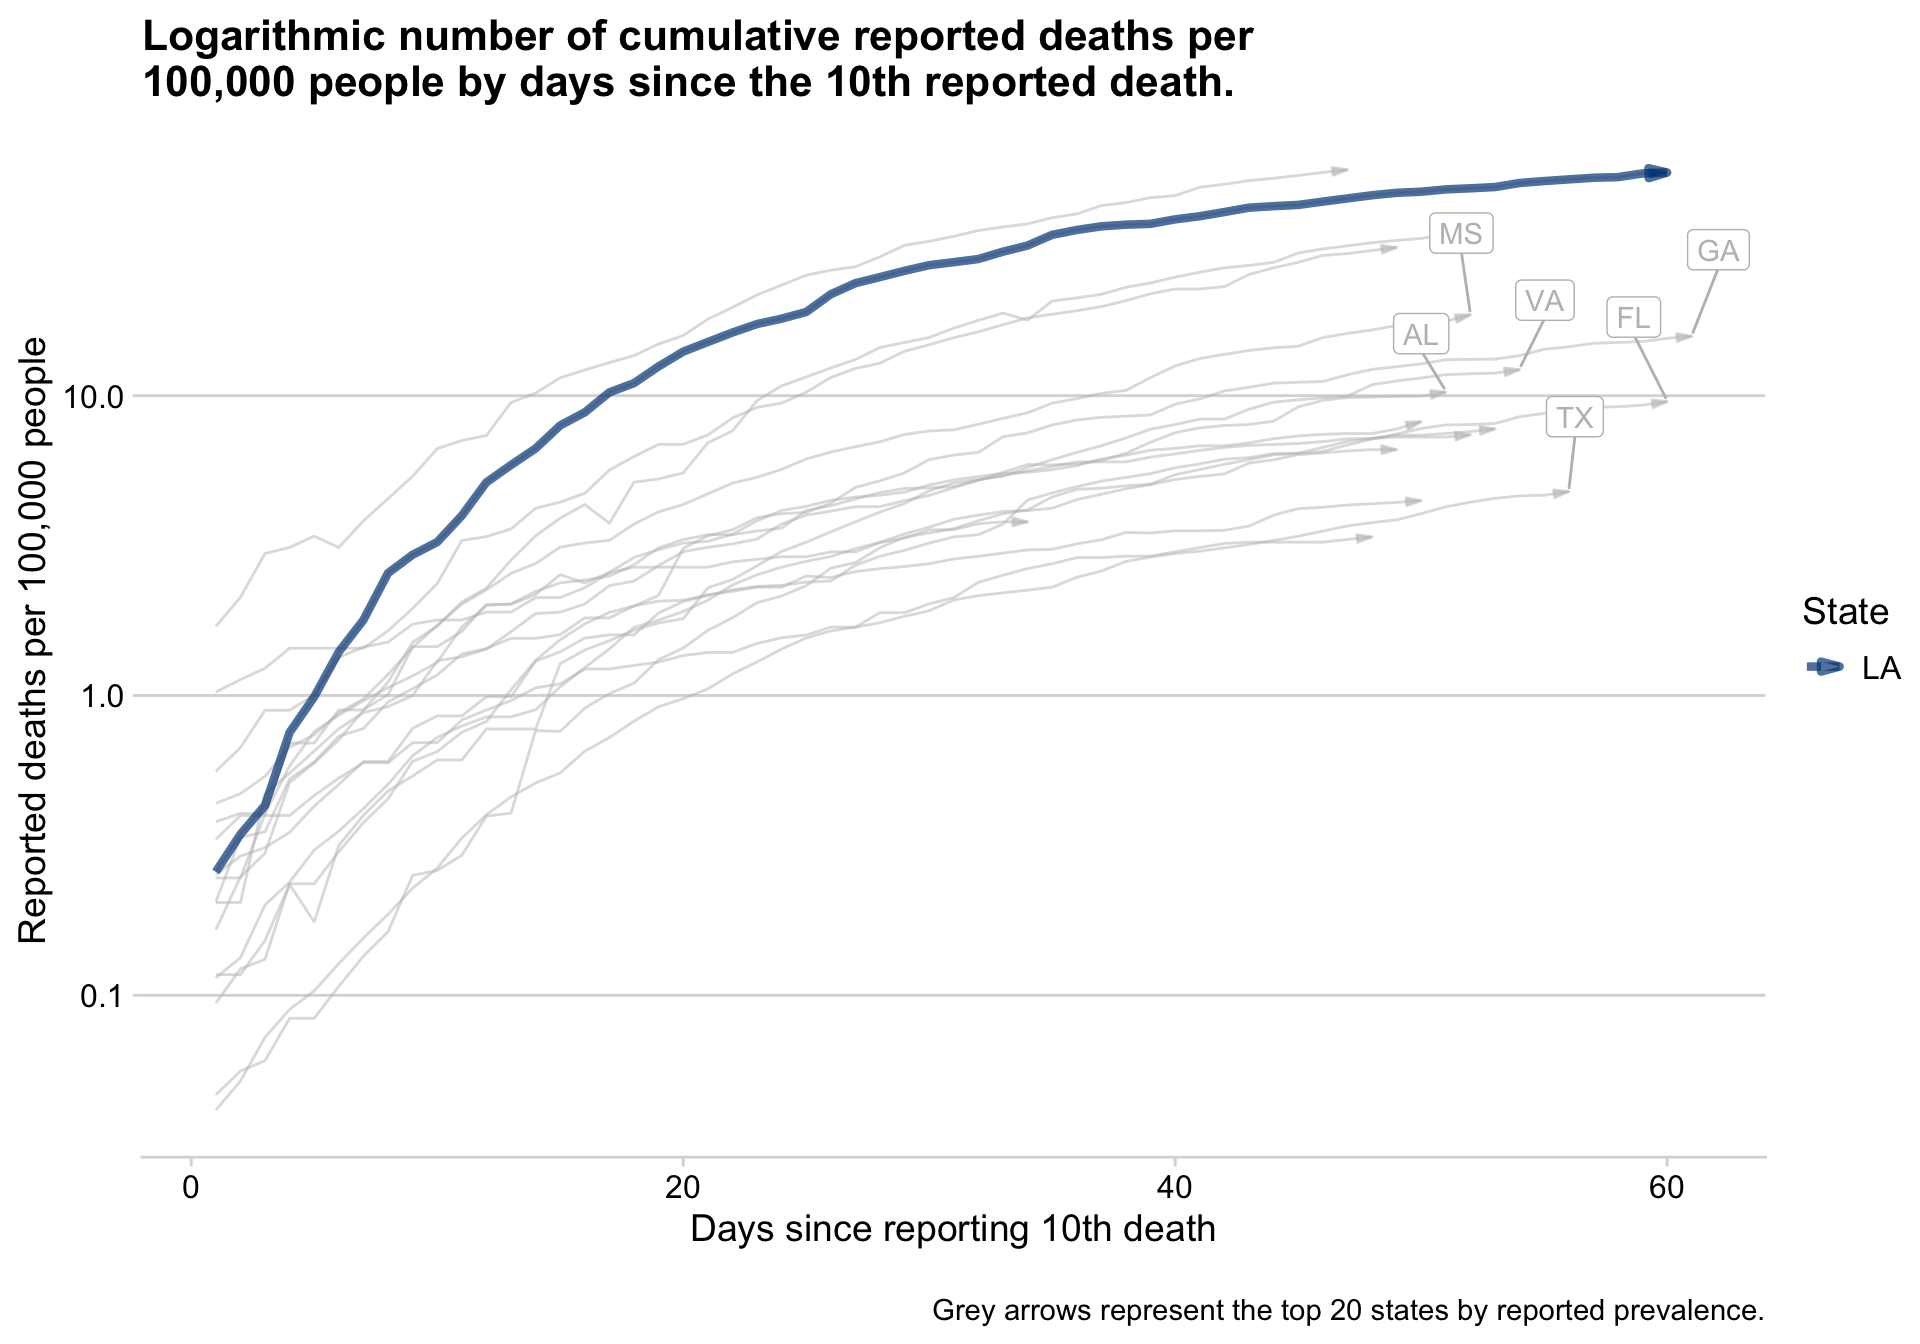 Logarithmic number of cumulative reported deaths per
100,000 people by days since the 10th reported death.
Reported deaths per 100,000 people
10.0
1.0
0.1
MS
GA
VA
FL
AL
TX
State
LA
0
20
40
60
Days since reporting 10th death
Grey arrows represent the top 20 states by reported prevalence.